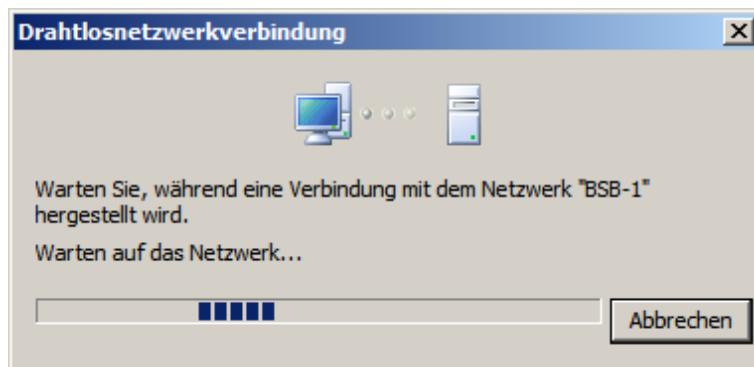 Drahtlosnetzwerkverbindung
Warten Sie, während eine Verbindung mit dem Netzwerk "BSB-1"
hergestellt wird.
Warten auf das Netzwerk...
Abbrechen